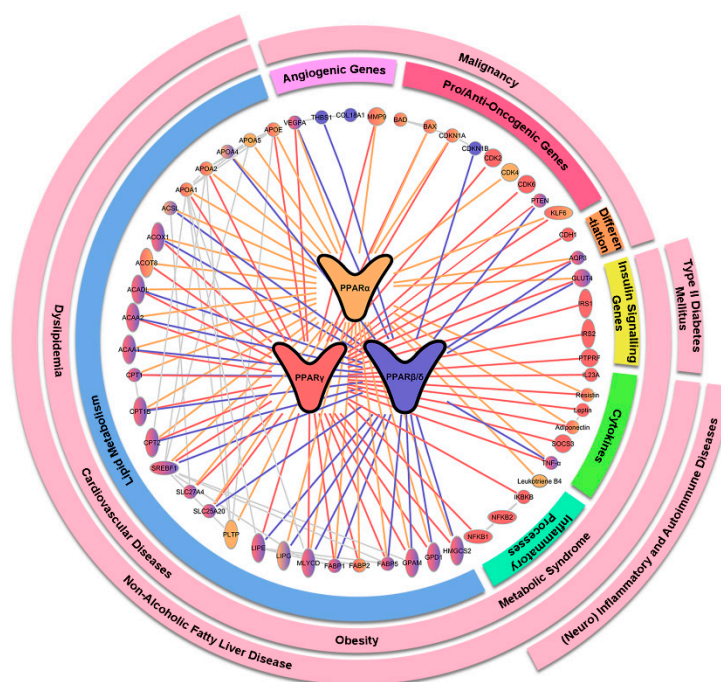 Malignancy
Angiogenic Genes
Pro/Anti-Oncogenic Genes
Differen-
tiation
Insulin Signalling
Genes
Type II Diabetes
Mellitus
Cytokines
Inflammatory
Processes
(Neuro) Inflammatory and Autoimmune Diseases
Metabolic Syndrome
Obesity
Cardiovascular Diseases
Non-Alcoholic Fatty Liver Disease
Dyslipidemia
Lipid Metabolism
VEGFA
THBS1
COL18A1
MMP9
BAD
BAX
CDKN1A
CDKN1B
CDK2
CDK4
CDK6
PTEN
KLF6
CDH1
AQP3
GLUT4
IRS1
IRS2
PTPRF
IL23A
Resistin
Leptin
Adiponectin
SOCS3
TNF-α
Leukotriene B4
IKBKB
NFKB2
NFKB1
HMGCS2
GPD1
GPAM
FABP5
FABP2
FABP1
MLYCD
LIPG
LIPE
PLTP
SLC25A20
SLC27A4
SREBF1
CPT2
CPT1B
CPT1
ACAA1
ACAA2
ACADL
ACOT8
ACOX1
ACSL
APOA1
APOA2
APOA4
APOA5
APOE
PPARα
PPARγ
PPARβ/δ